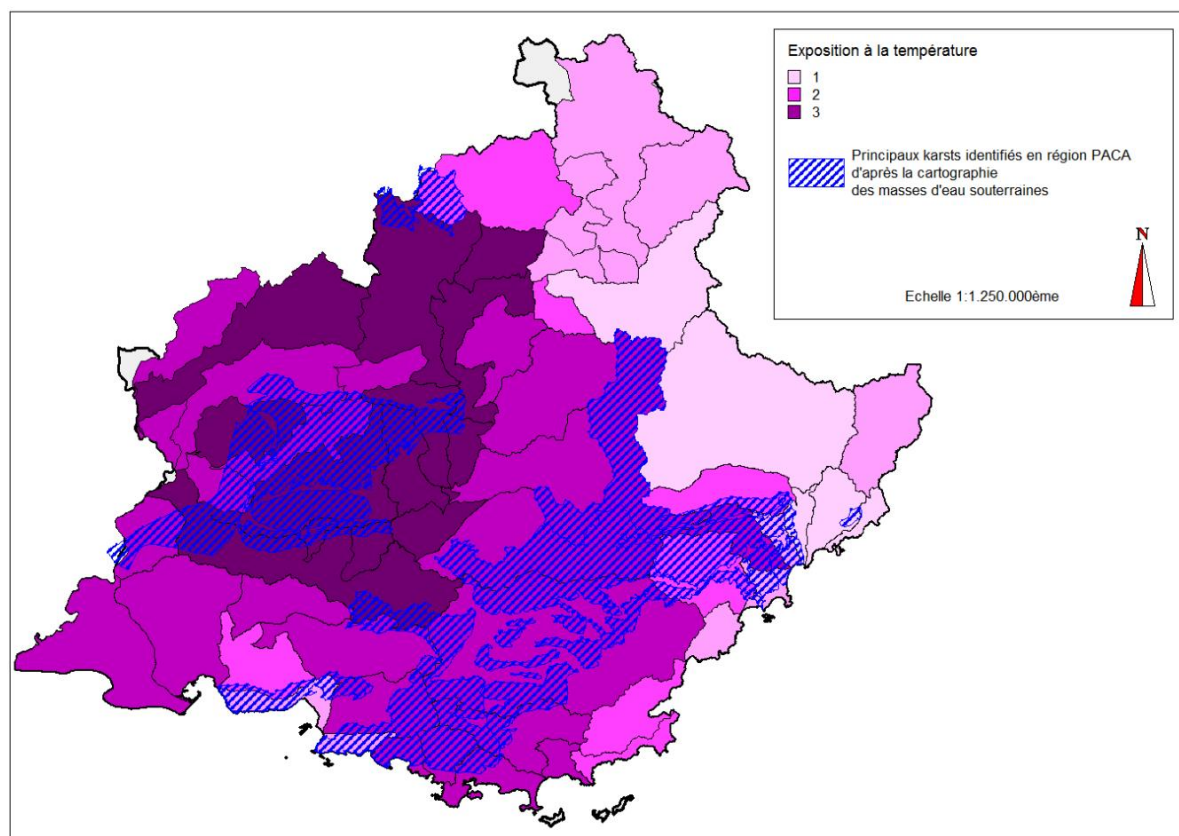 Exposition à la température
1
2
3
Principaux karsts identifiés en région PACA
d'après la cartographie
des masses d'eau souterraines
N
Echelle 1:1.250.000ème